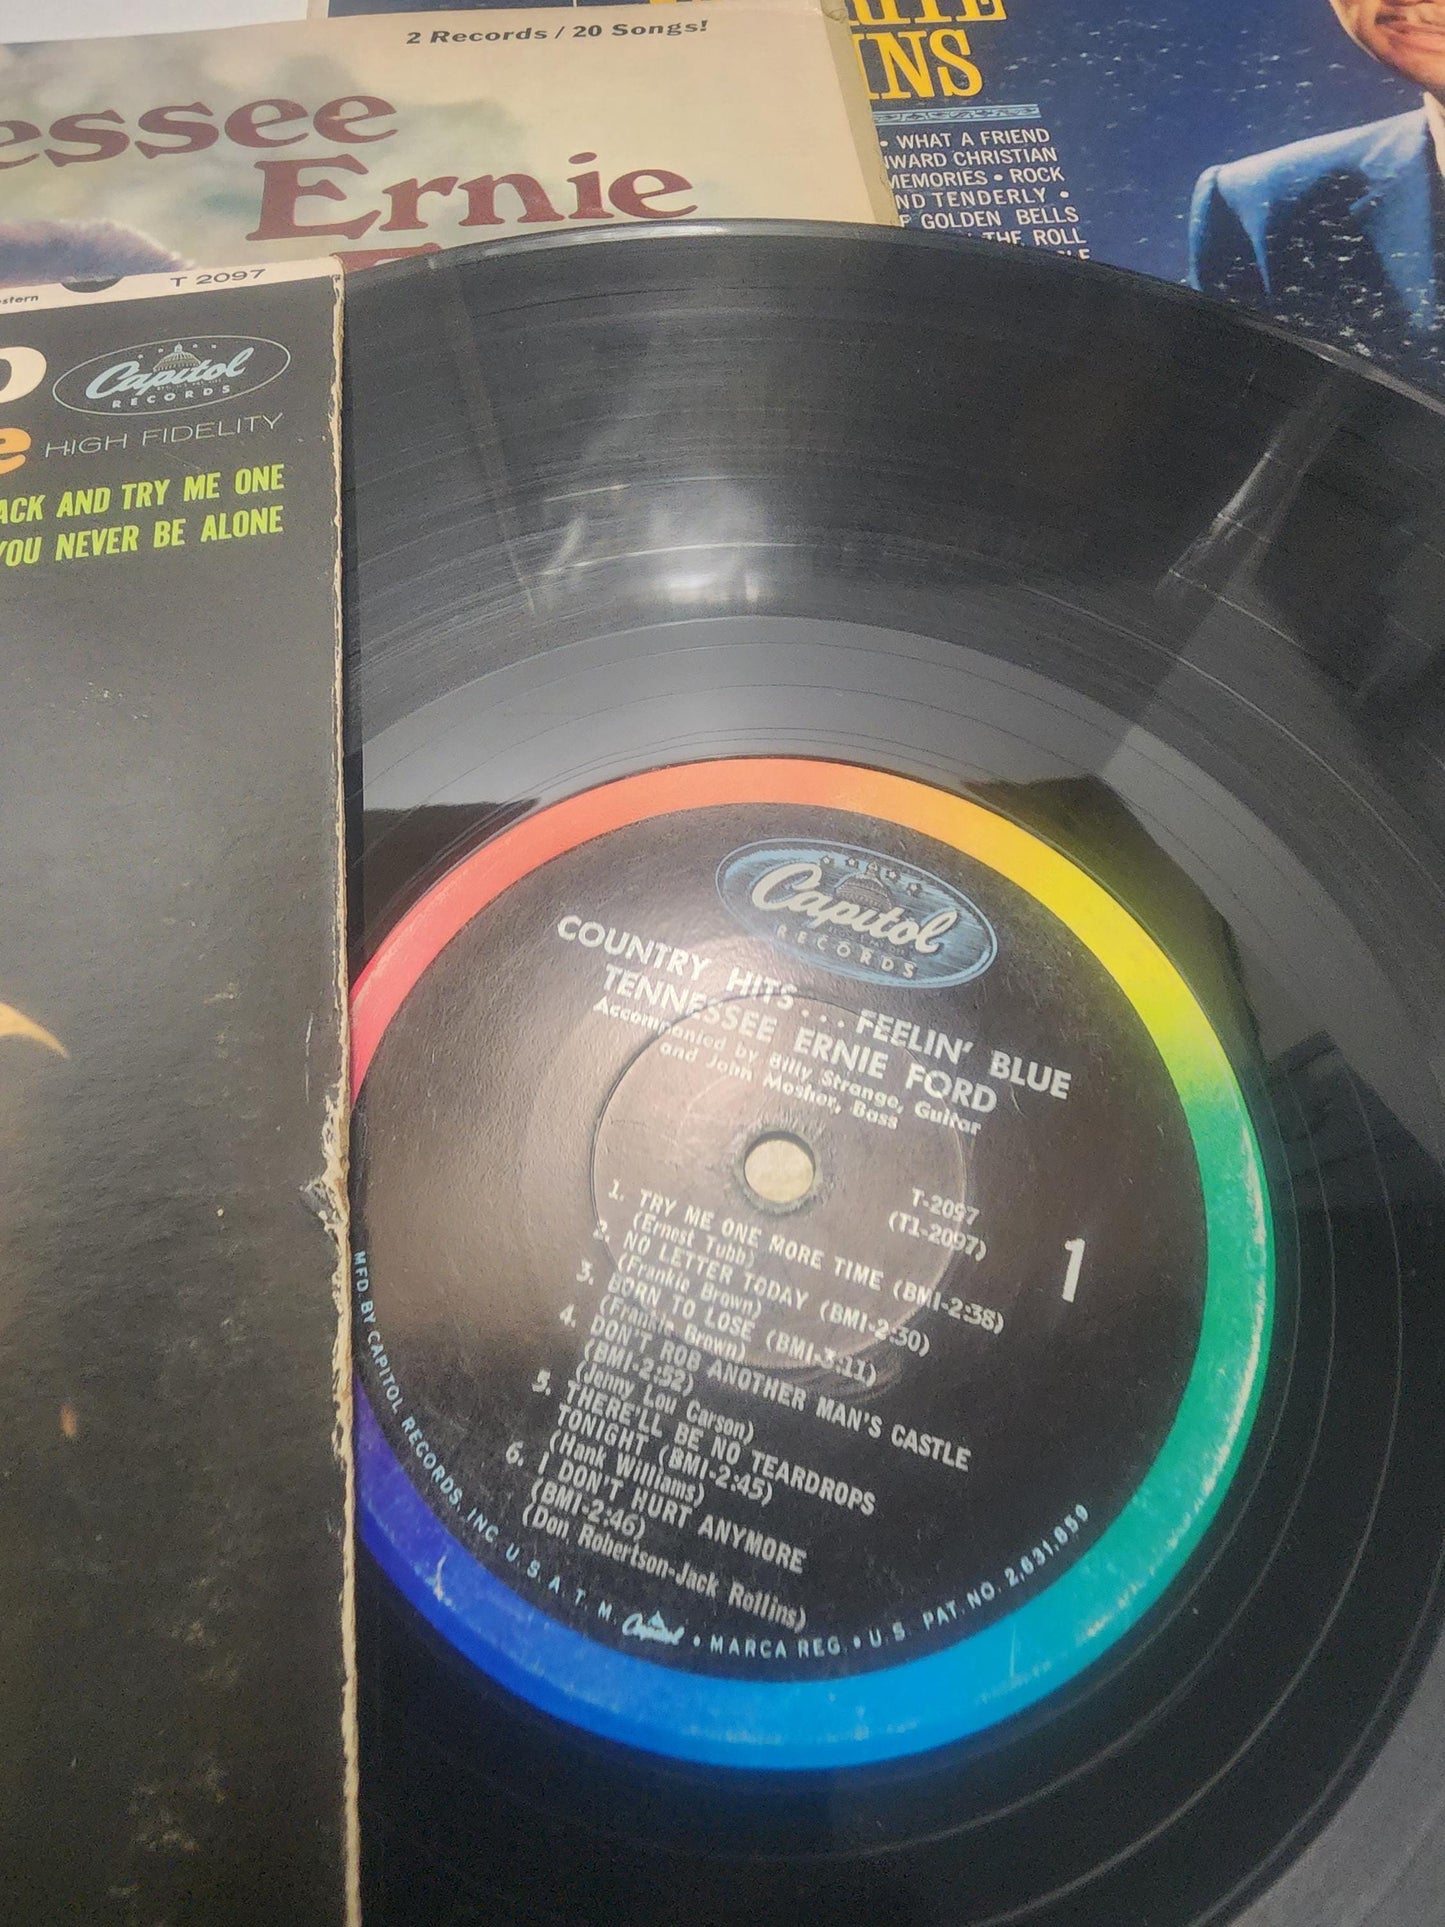 2 Records / 20 Songs!
essee
Ernie
INS
• WHAT A FRIEND
WARD CHRISTIAN
MEMORIES • ROCK
ND TENDERLY •
F GOLDEN BELLS
THE ROLL
stern
T 2097
Capitol
RECORDS
HIGH FIDELITY
ACK AND TRY ME ONE
YOU NEVER BE ALONE
Capitol
RECORDS
COUNTRY HITS... FEELIN' BLUE
TENNESSEE ERNIE FORD
Accompanied by Billy Strange, Guitar
and John Mosher, Bass
T-2097
(T1-2097)
1
1. TRY ME ONE MORE TIME (BMI-2:38)
(Ernest Tubb)
2. NO LETTER TODAY (BMI-2:30)
(Frankie Brown)
3. BORN TO LOSE (BMI-3:11)
(Frankie Brown)
4. DON'T ROB ANOTHER MAN'S CASTLE
(BMI-2:52)
(Jenny Lou Carson)
5. THERE'LL BE NO TEARDROPS
TONIGHT (BMI-2:45)
(Hank Williams)
6. I DON'T HURT ANYMORE
(BMI-2:46)
(Don Robertson-Jack Rollins)
MFD. BY CAPITOL RECORDS, INC. U.S.A. T.M. Capitol • MARCA REG. • U.S. PAT. NO. 2,631,859